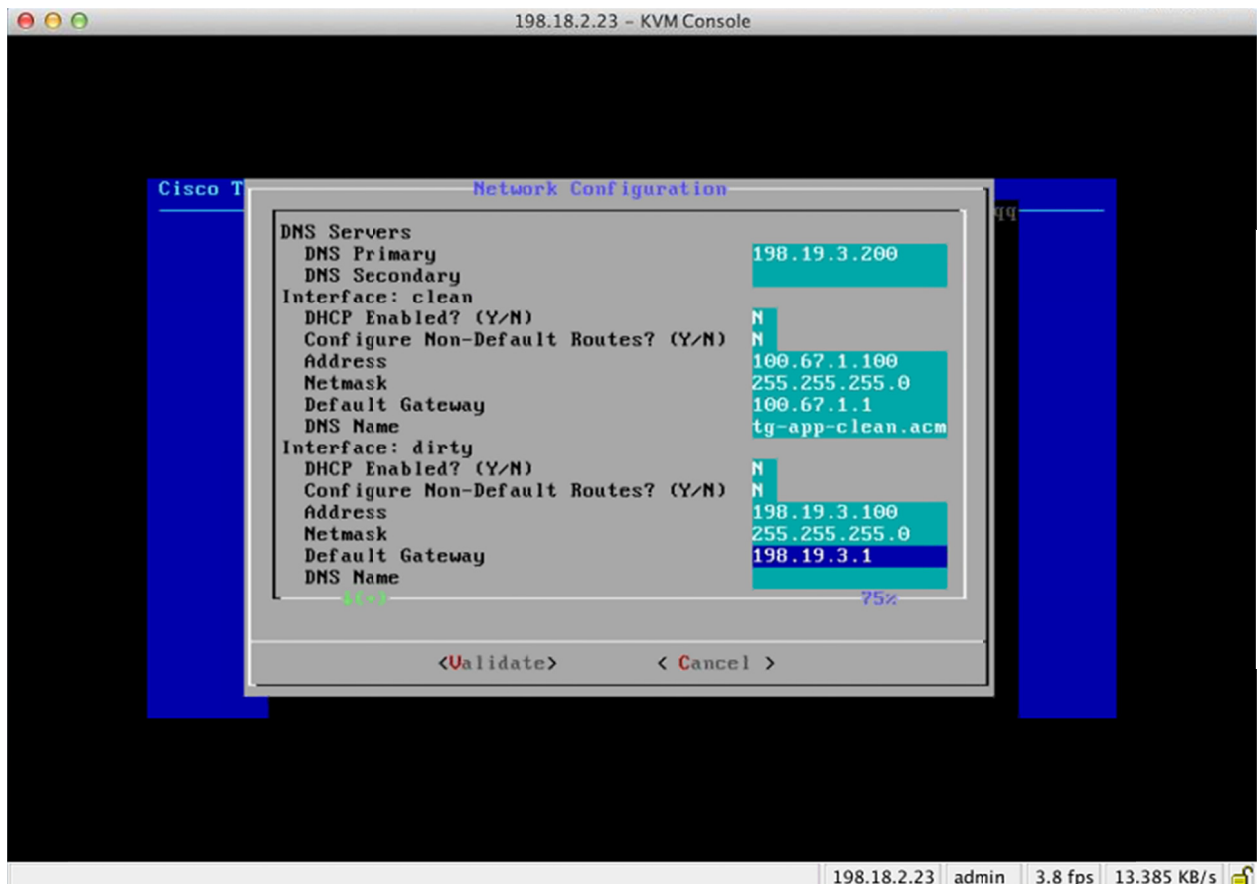 198.18.2.23 – KVM Console
Cisco T
Network Configuration
qq
DNS Servers
DNS Primary 198.19.3.200
DNS Secondary
Interface: clean
DHCP Enabled? (Y/N) N
Configure Non-Default Routes? (Y/N) N
Address 100.67.1.100
Netmask 255.255.255.0
Default Gateway 100.67.1.1
DNS Name tg-app-clean.acm
Interface: dirty
DHCP Enabled? (Y/N) N
Configure Non-Default Routes? (Y/N) N
Address 198.19.3.100
Netmask 255.255.255.0
Default Gateway 198.19.3.1
DNS Name
↓(+) 75%
<Validate> < Cancel >
198.18.2.23 admin 3.8 fps 13.385 KB/s